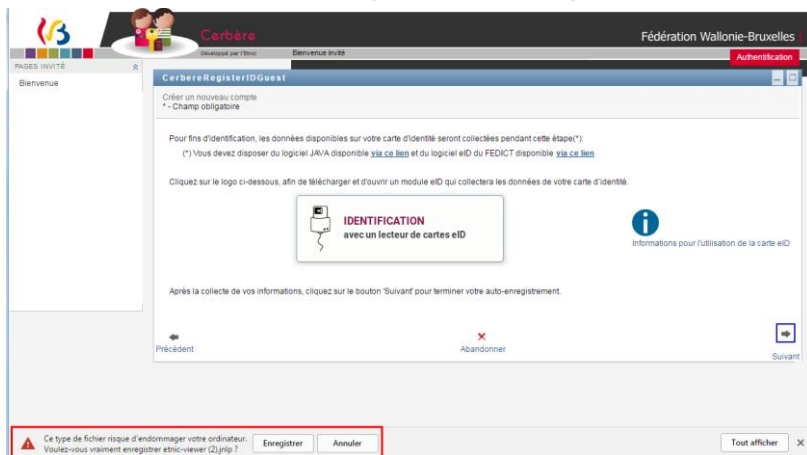 Cerbère
Fédération Wallonie-Bruxelles
Développé par l'Etnic
Bienvenue invité
Authentification
PAGES INVITÉ
Bienvenue
CerbereRegisterIDGuest
Créer un nouveau compte
* - Champ obligatoire
Pour fins d'identification, les données disponibles sur votre carte d'identité seront collectées pendant cette étape(*):
(*) Vous devez disposer du logiciel JAVA disponible via ce lien et du logiciel eID du FEDICT disponible via ce lien
Cliquez sur le logo ci-dessous, afin de télécharger et d'ouvrir un module eID qui collectera les données de votre carte d'identité.
IDENTIFICATION
avec un lecteur de cartes eID
Informations pour l'utilisation de la carte eID
Après la collecte de vos informations, cliquez sur le bouton 'Suivant' pour terminer votre auto-enregistrement.
Précédent
Abandonner
Suivant
Ce type de fichier risque d'endommager votre ordinateur.
Voulez-vous vraiment enregistrer etnic-viewer (2).jnlp ?
Enregistrer
Annuler
Tout afficher